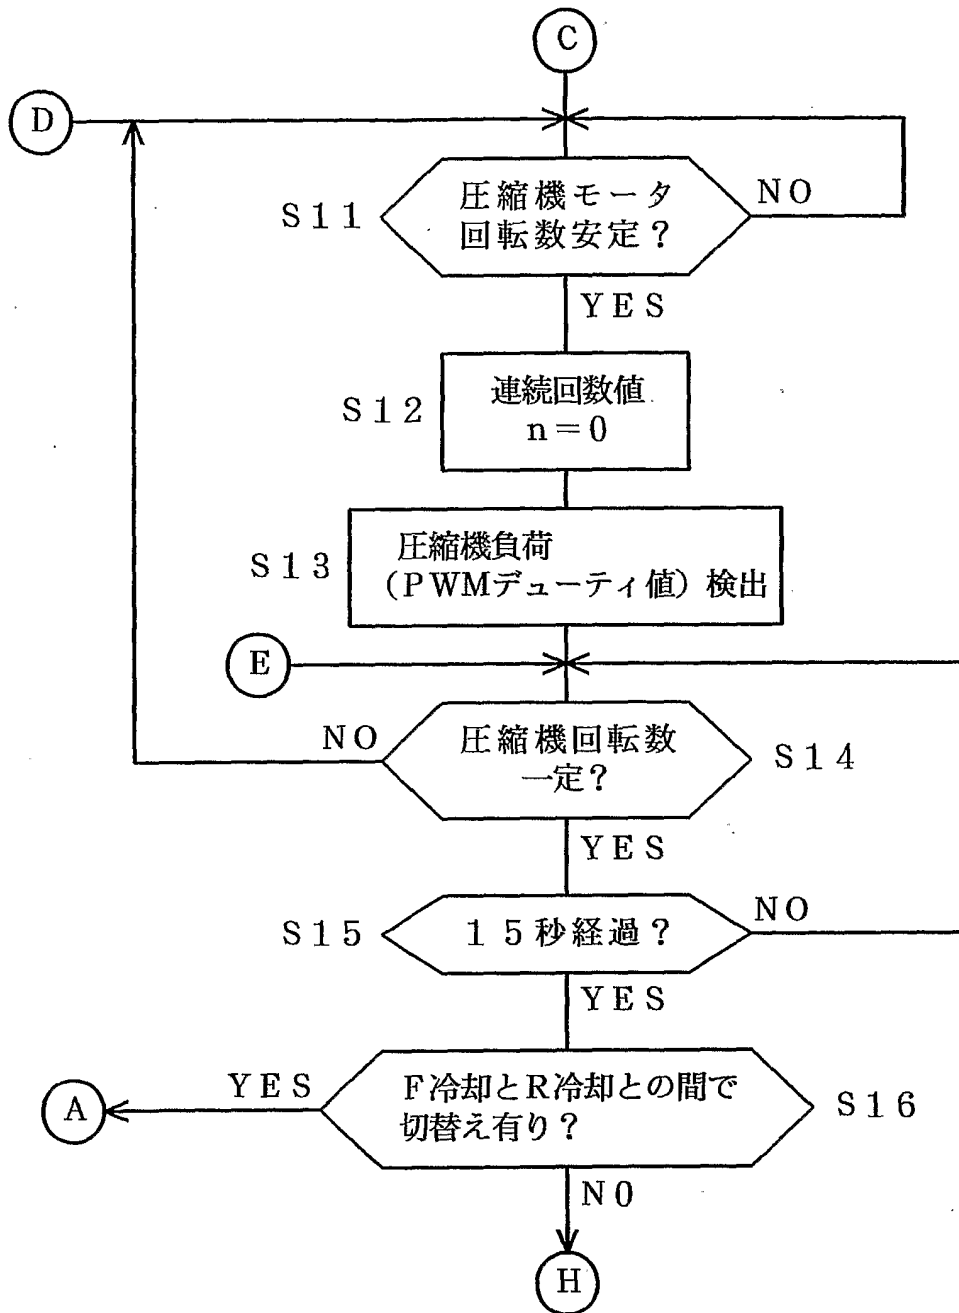 C
D
S11
圧縮機モータ
回転数安定？
NO
YES
S12
連続回数値
n＝0
S13
圧縮機負荷
（PWMデューティ値）検出
E
NO
圧縮機回転数
一定？
S14
YES
S15
15秒経過？
NO
YES
YES
F冷却とR冷却との間で
切替え有り？
S16
A
NO
H